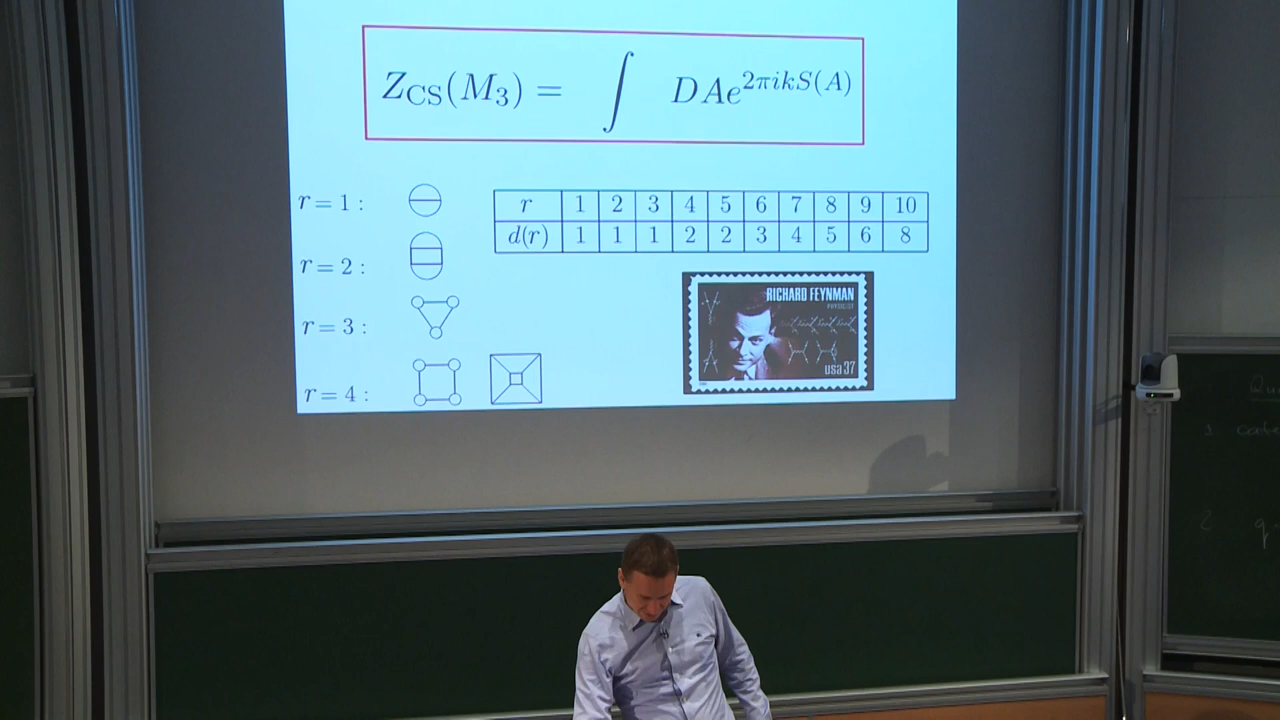 Z_CS(M_3) = ∫ DAe^{2πikS(A)}
r = 1 :
r = 2 :
r = 3 :
r = 4 :
r 1 2 3 4 5 6 7 8 9 10
d(r) 1 1 1 2 2 3 4 5 6 8
RICHARD FEYNMAN
PHYSICIST
USA 37